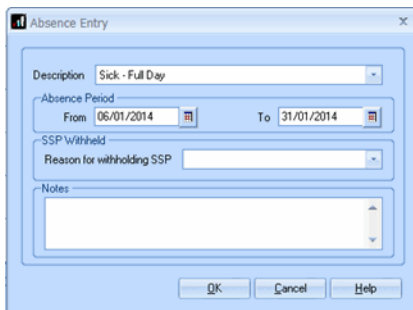 Absence Entry
Description Sick - Full Day
Absence Period
From 06/01/2014 To 31/01/2014
SSP Withheld
Reason for withholding SSP
Notes
OK Cancel Help